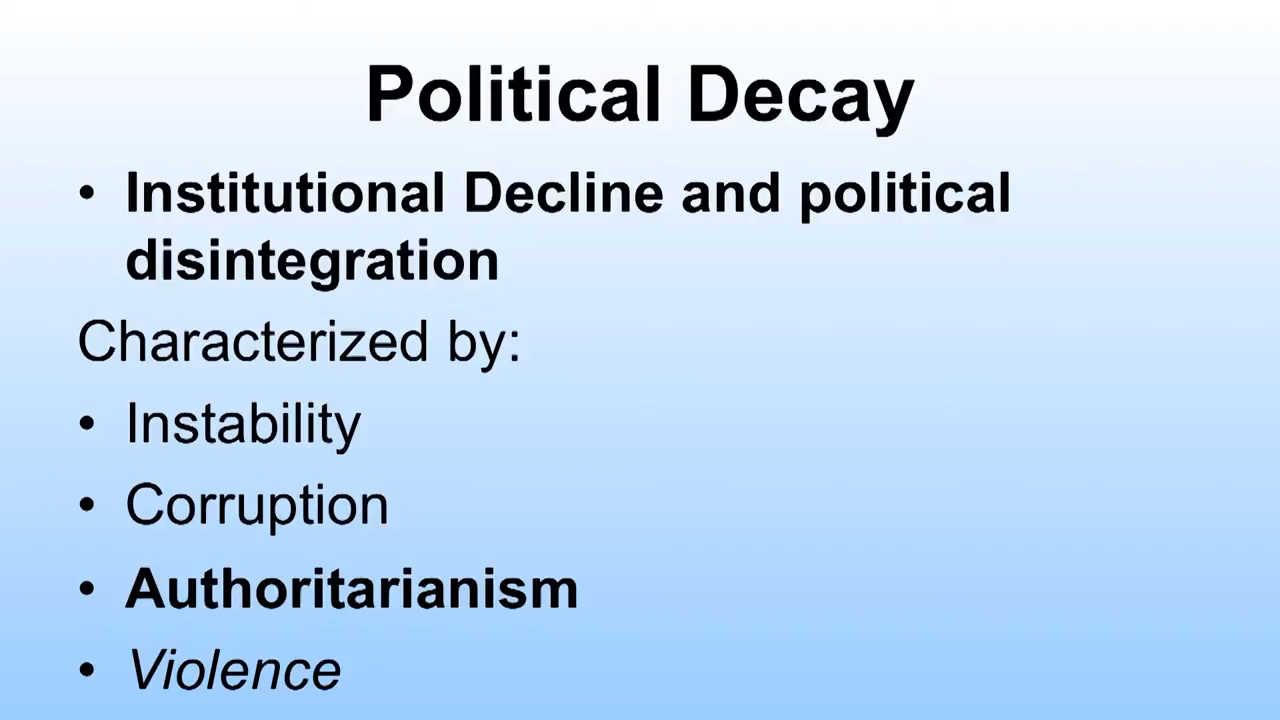 Political Decay
• Institutional Decline and political
disintegration
Characterized by:
• Instability
• Corruption
• Authoritarianism
• Violence